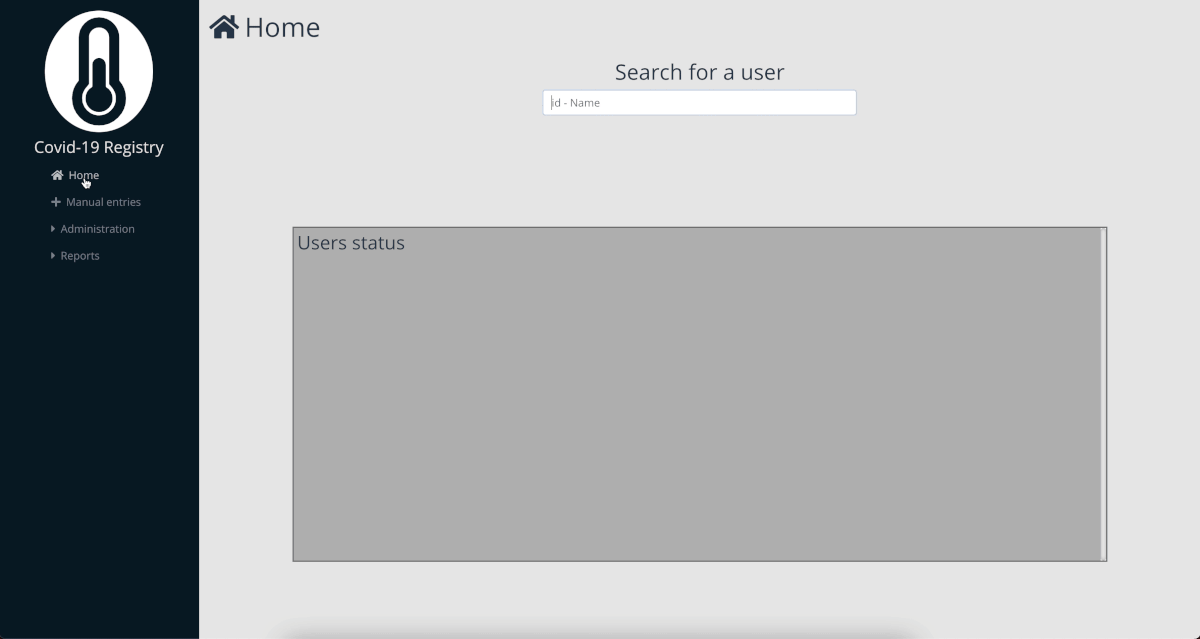 Covid-19 Registry
Home
Manual entries
Administration
Reports
Home
Search for a user
id - Name
Users status